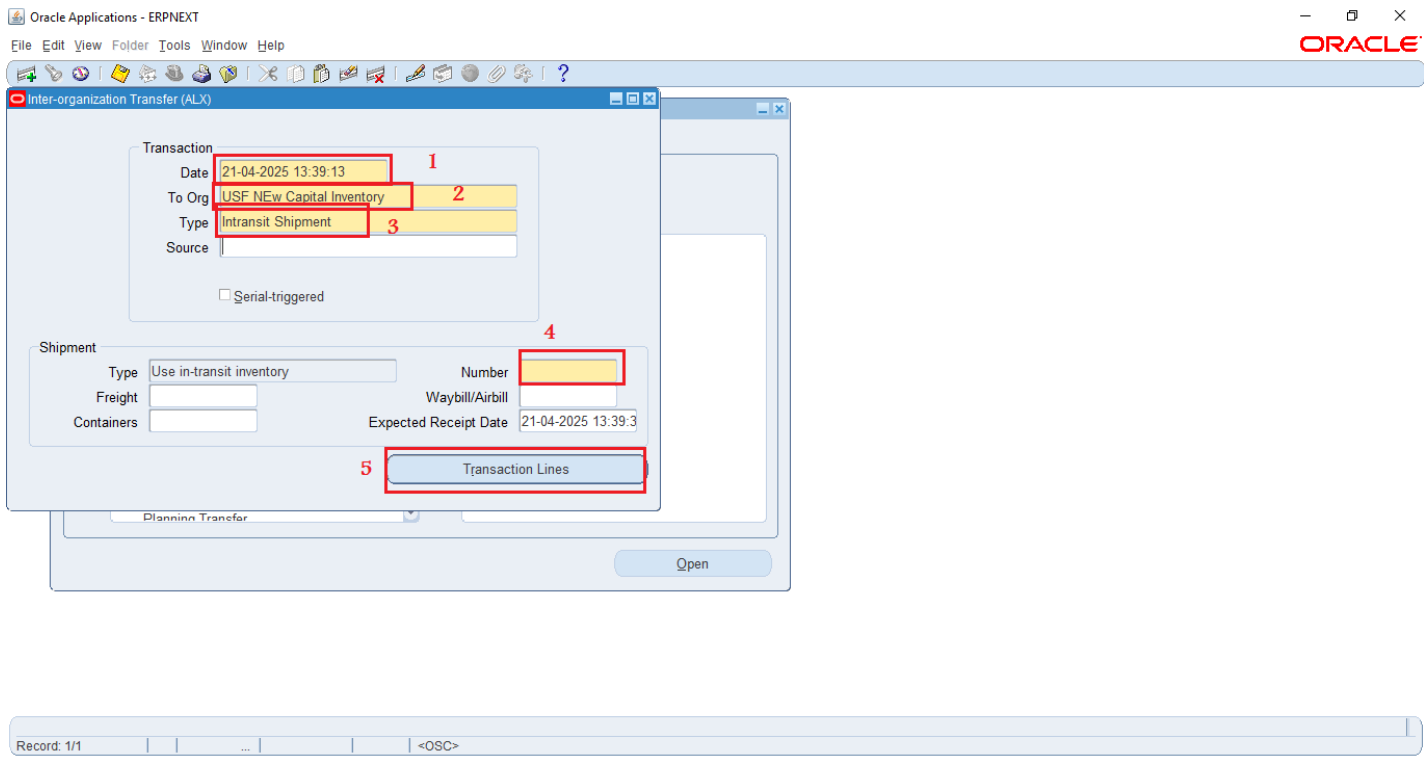 Oracle Applications - ERPNEXT
File Edit View Folder Tools Window Help
ORACLE
?
Inter-organization Transfer (ALX)
Transaction
1
Date 21-04-2025 13:39:13
To Org USF NEw Capital Inventory 2
Type Intransit Shipment 3
Source
Serial-triggered
4
Shipment
Type Use in-transit inventory Number
Freight Waybill/Airbill
Containers Expected Receipt Date 21-04-2025 13:39:3
5 Transaction Lines
Planning Transfer
Open
Record: 1/1 ... <OSC>